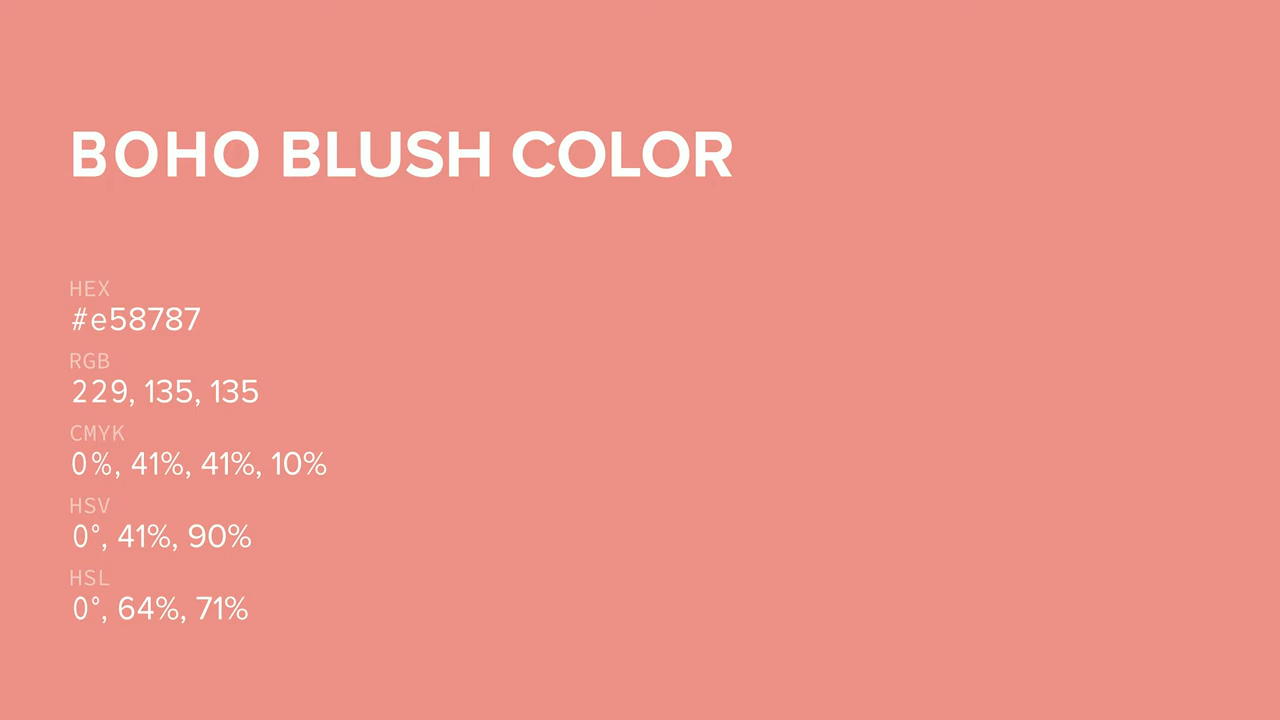 BOHO BLUSH COLOR
HEX
#e58787
RGB
229, 135, 135
CMYK
0%, 41%, 41%, 10%
HSV
0°, 41%, 90%
HSL
0°, 64%, 71%